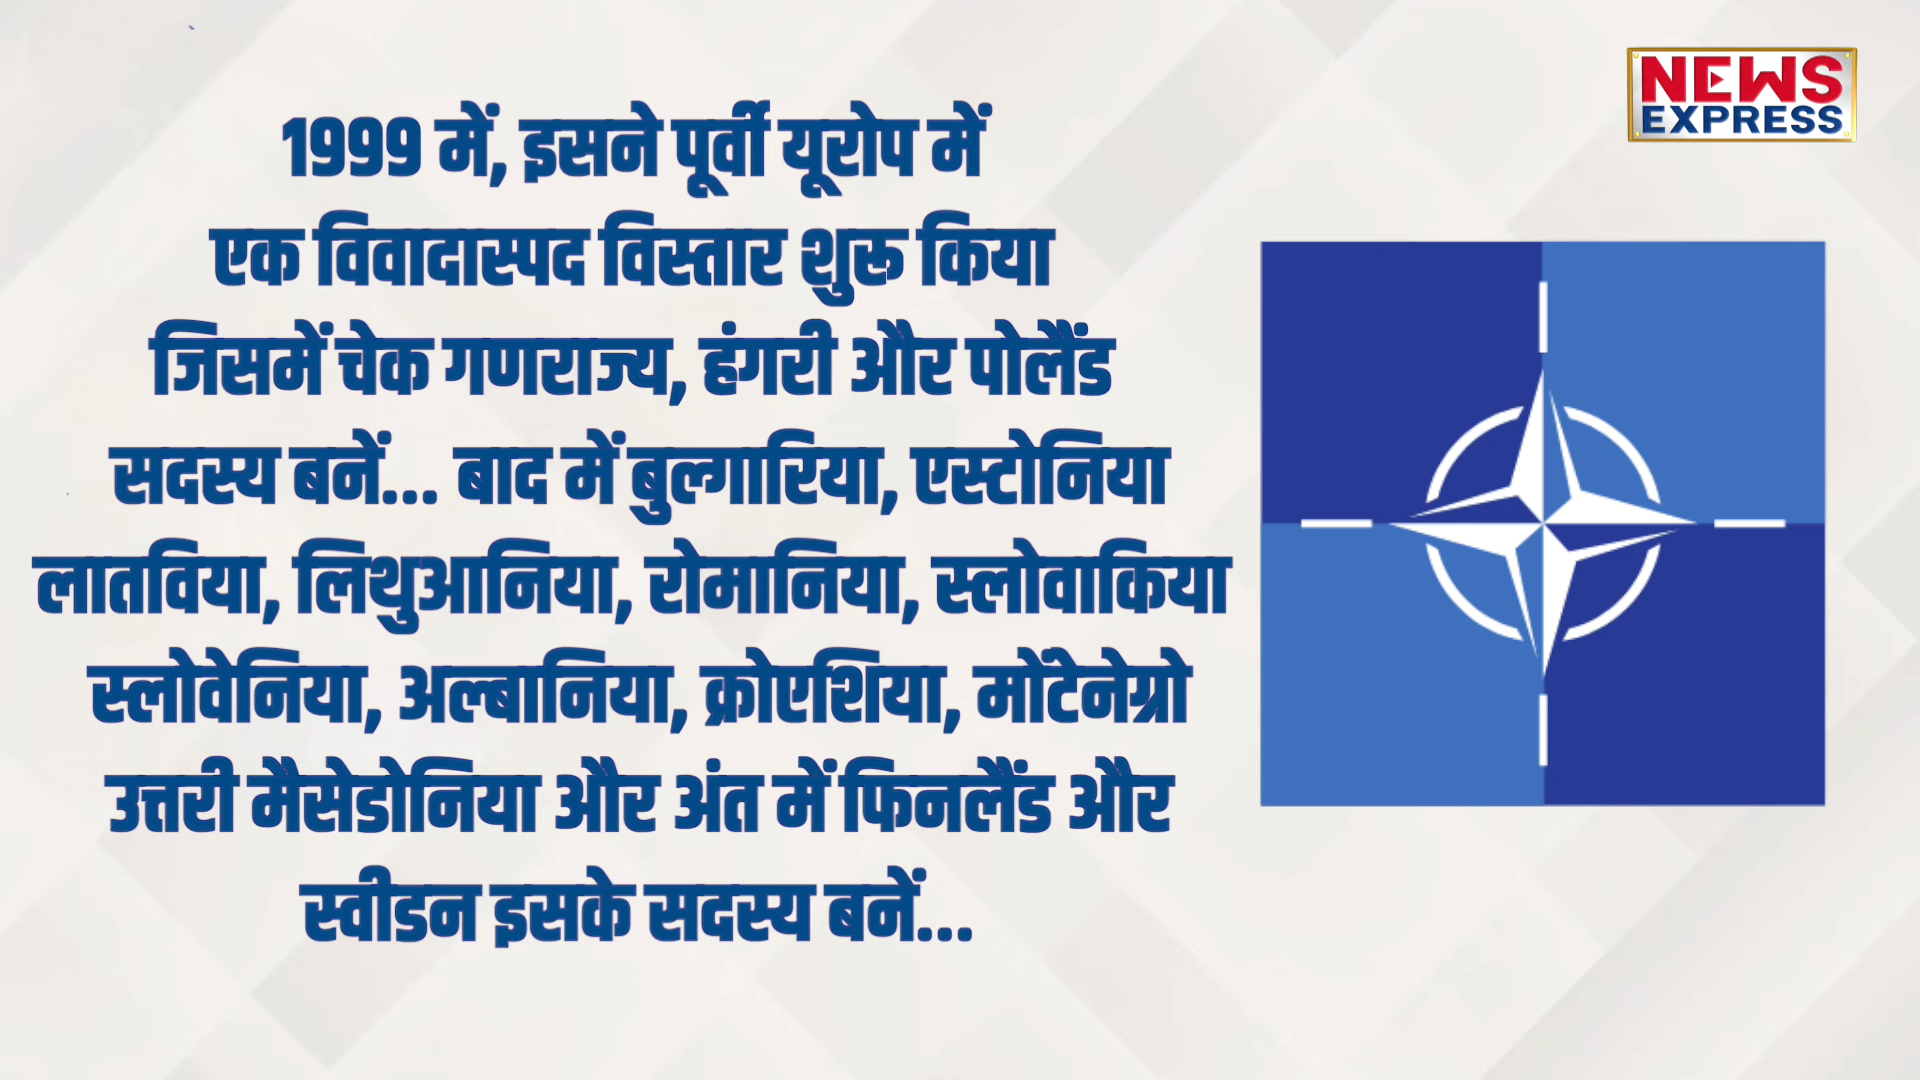 NEWS
EXPRESS
1999 में, इसने पूर्वी यूरोप में
एक विवादास्पद विस्तार शुरू किया
जिसमें चेक गणराज्य, हंगरी और पोलैंड
सदस्य बनें... बाद में बुल्गारिया, एस्टोनिया
लातविया, लिथुआनिया, रोमानिया, स्लोवाकिया
स्लोवेनिया, अल्बानिया, क्रोएशिया, मोंटेनेग्रो
उत्तरी मैसेडोनिया और अंत में फिनलैंड और
स्वीडन इसके सदस्य बनें...